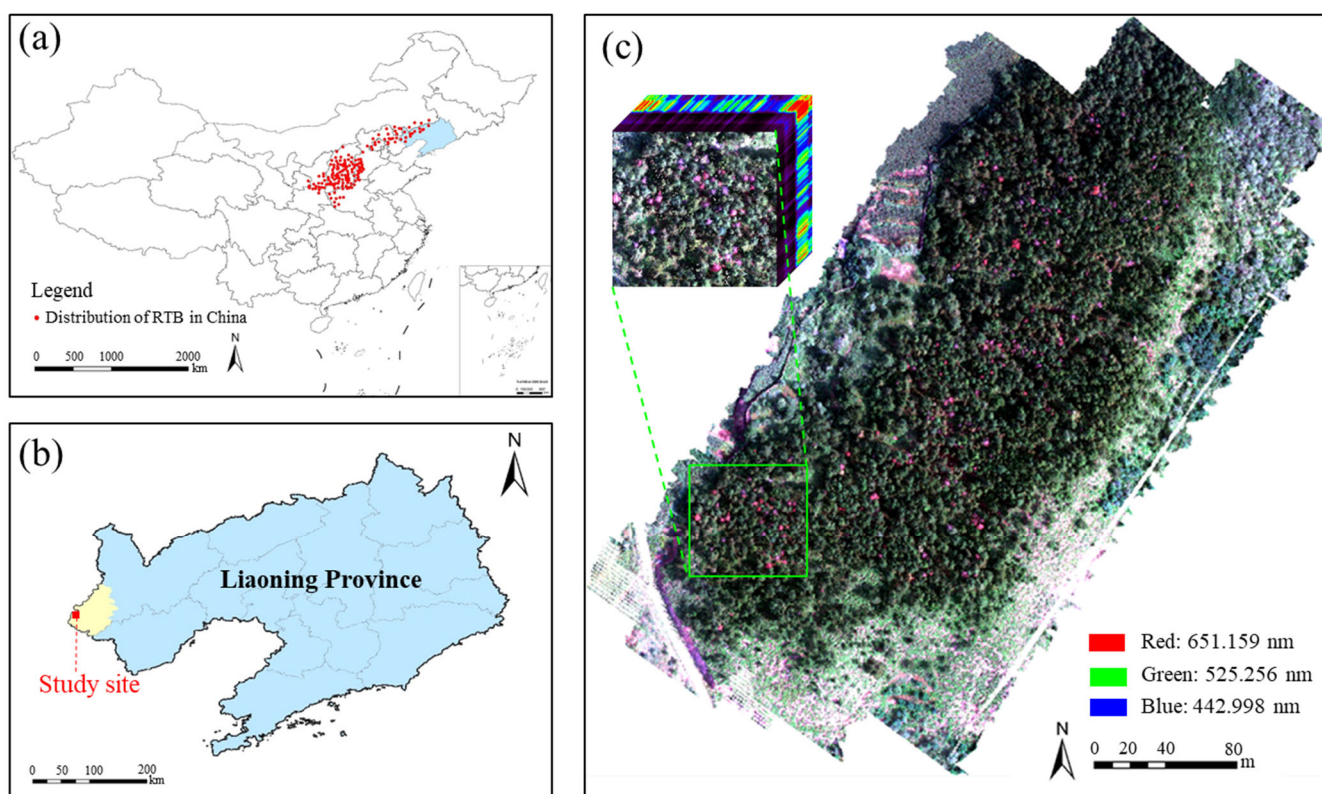 (a)
Legend
Distribution of RTB in China
N
0 500 1000 2000
km
(b)
N
Liaoning Province
Study site
0 50 100 200
km
(c)
Red: 651.159 nm
Green: 525.256 nm
Blue: 442.998 nm
N
0 20 40 80
m